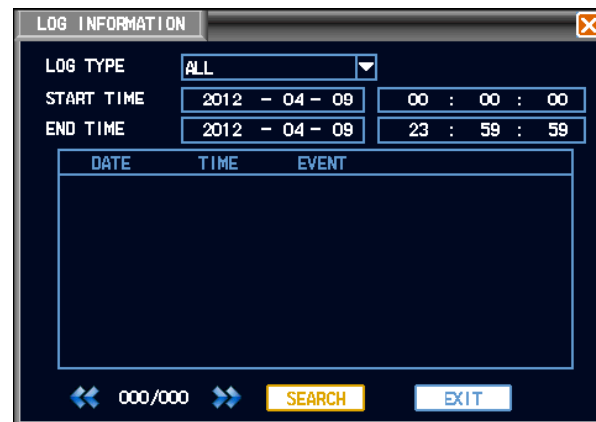 LOG INFORMATION
LOG TYPE ALL
START TIME 2012 - 04 - 09 00 : 00 : 00
END TIME 2012 - 04 - 09 23 : 59 : 59
DATE TIME EVENT
000/000 SEARCH EXIT